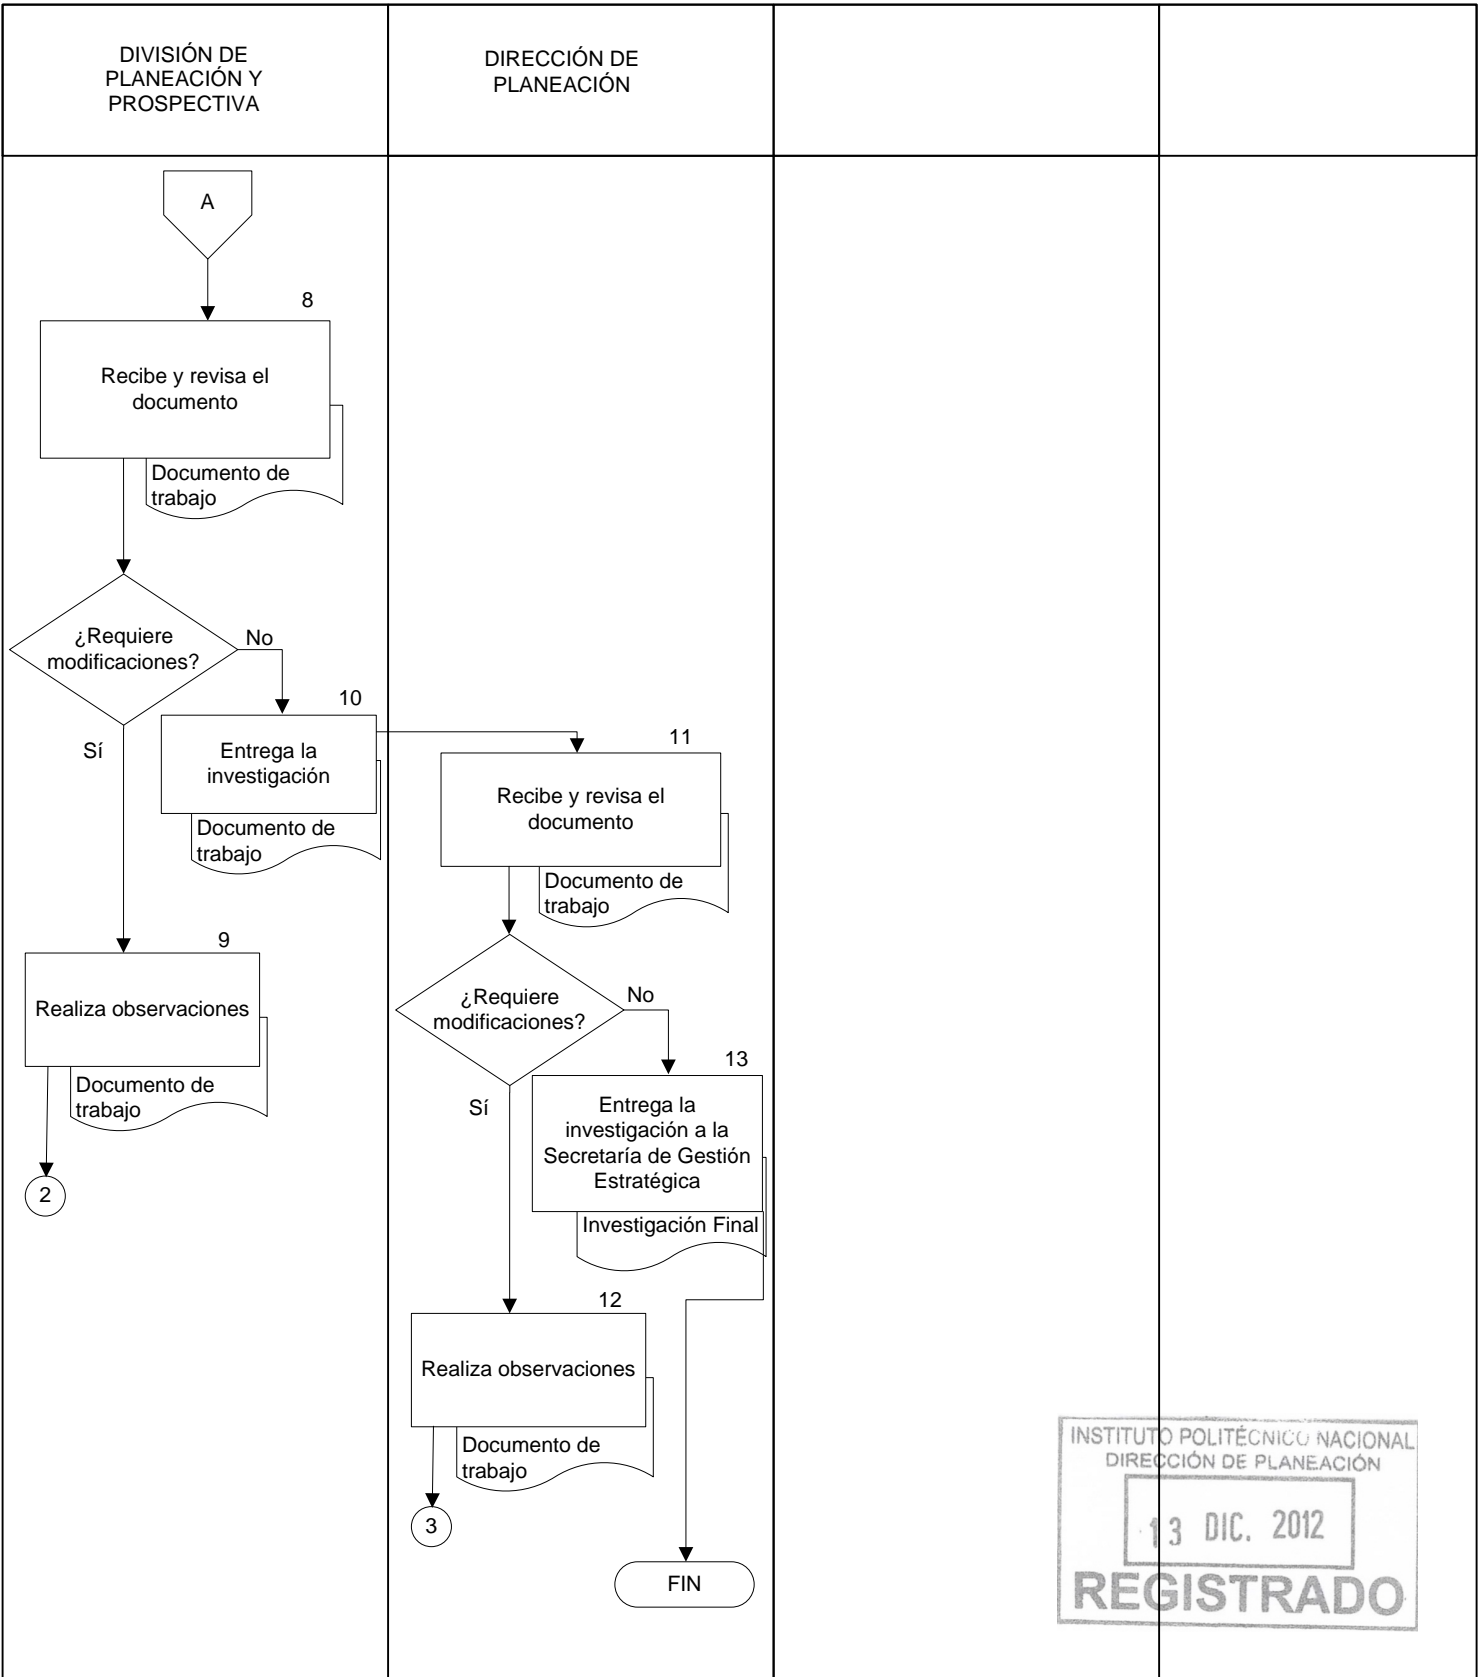 DIVISIÓN DE
PLANEACIÓN Y
PROSPECTIVA
DIRECCIÓN DE
PLANEACIÓN
A
8
Recibe y revisa el
documento
Documento de
trabajo
¿Requiere
modificaciones?
No
Sí
10
Entrega la
investigación
Documento de
trabajo
9
Realiza observaciones
Documento de
trabajo
2
11
Recibe y revisa el
documento
Documento de
trabajo
¿Requiere
modificaciones?
No
Sí
13
Entrega la
investigación a la
Secretaría de Gestión
Estratégica
Investigación Final
12
Realiza observaciones
Documento de
trabajo
3
FIN
INSTITUTO POLITÉCNICO NACIONAL
DIRECCIÓN DE PLANEACIÓN
13 DIC. 2012
REGISTRADO